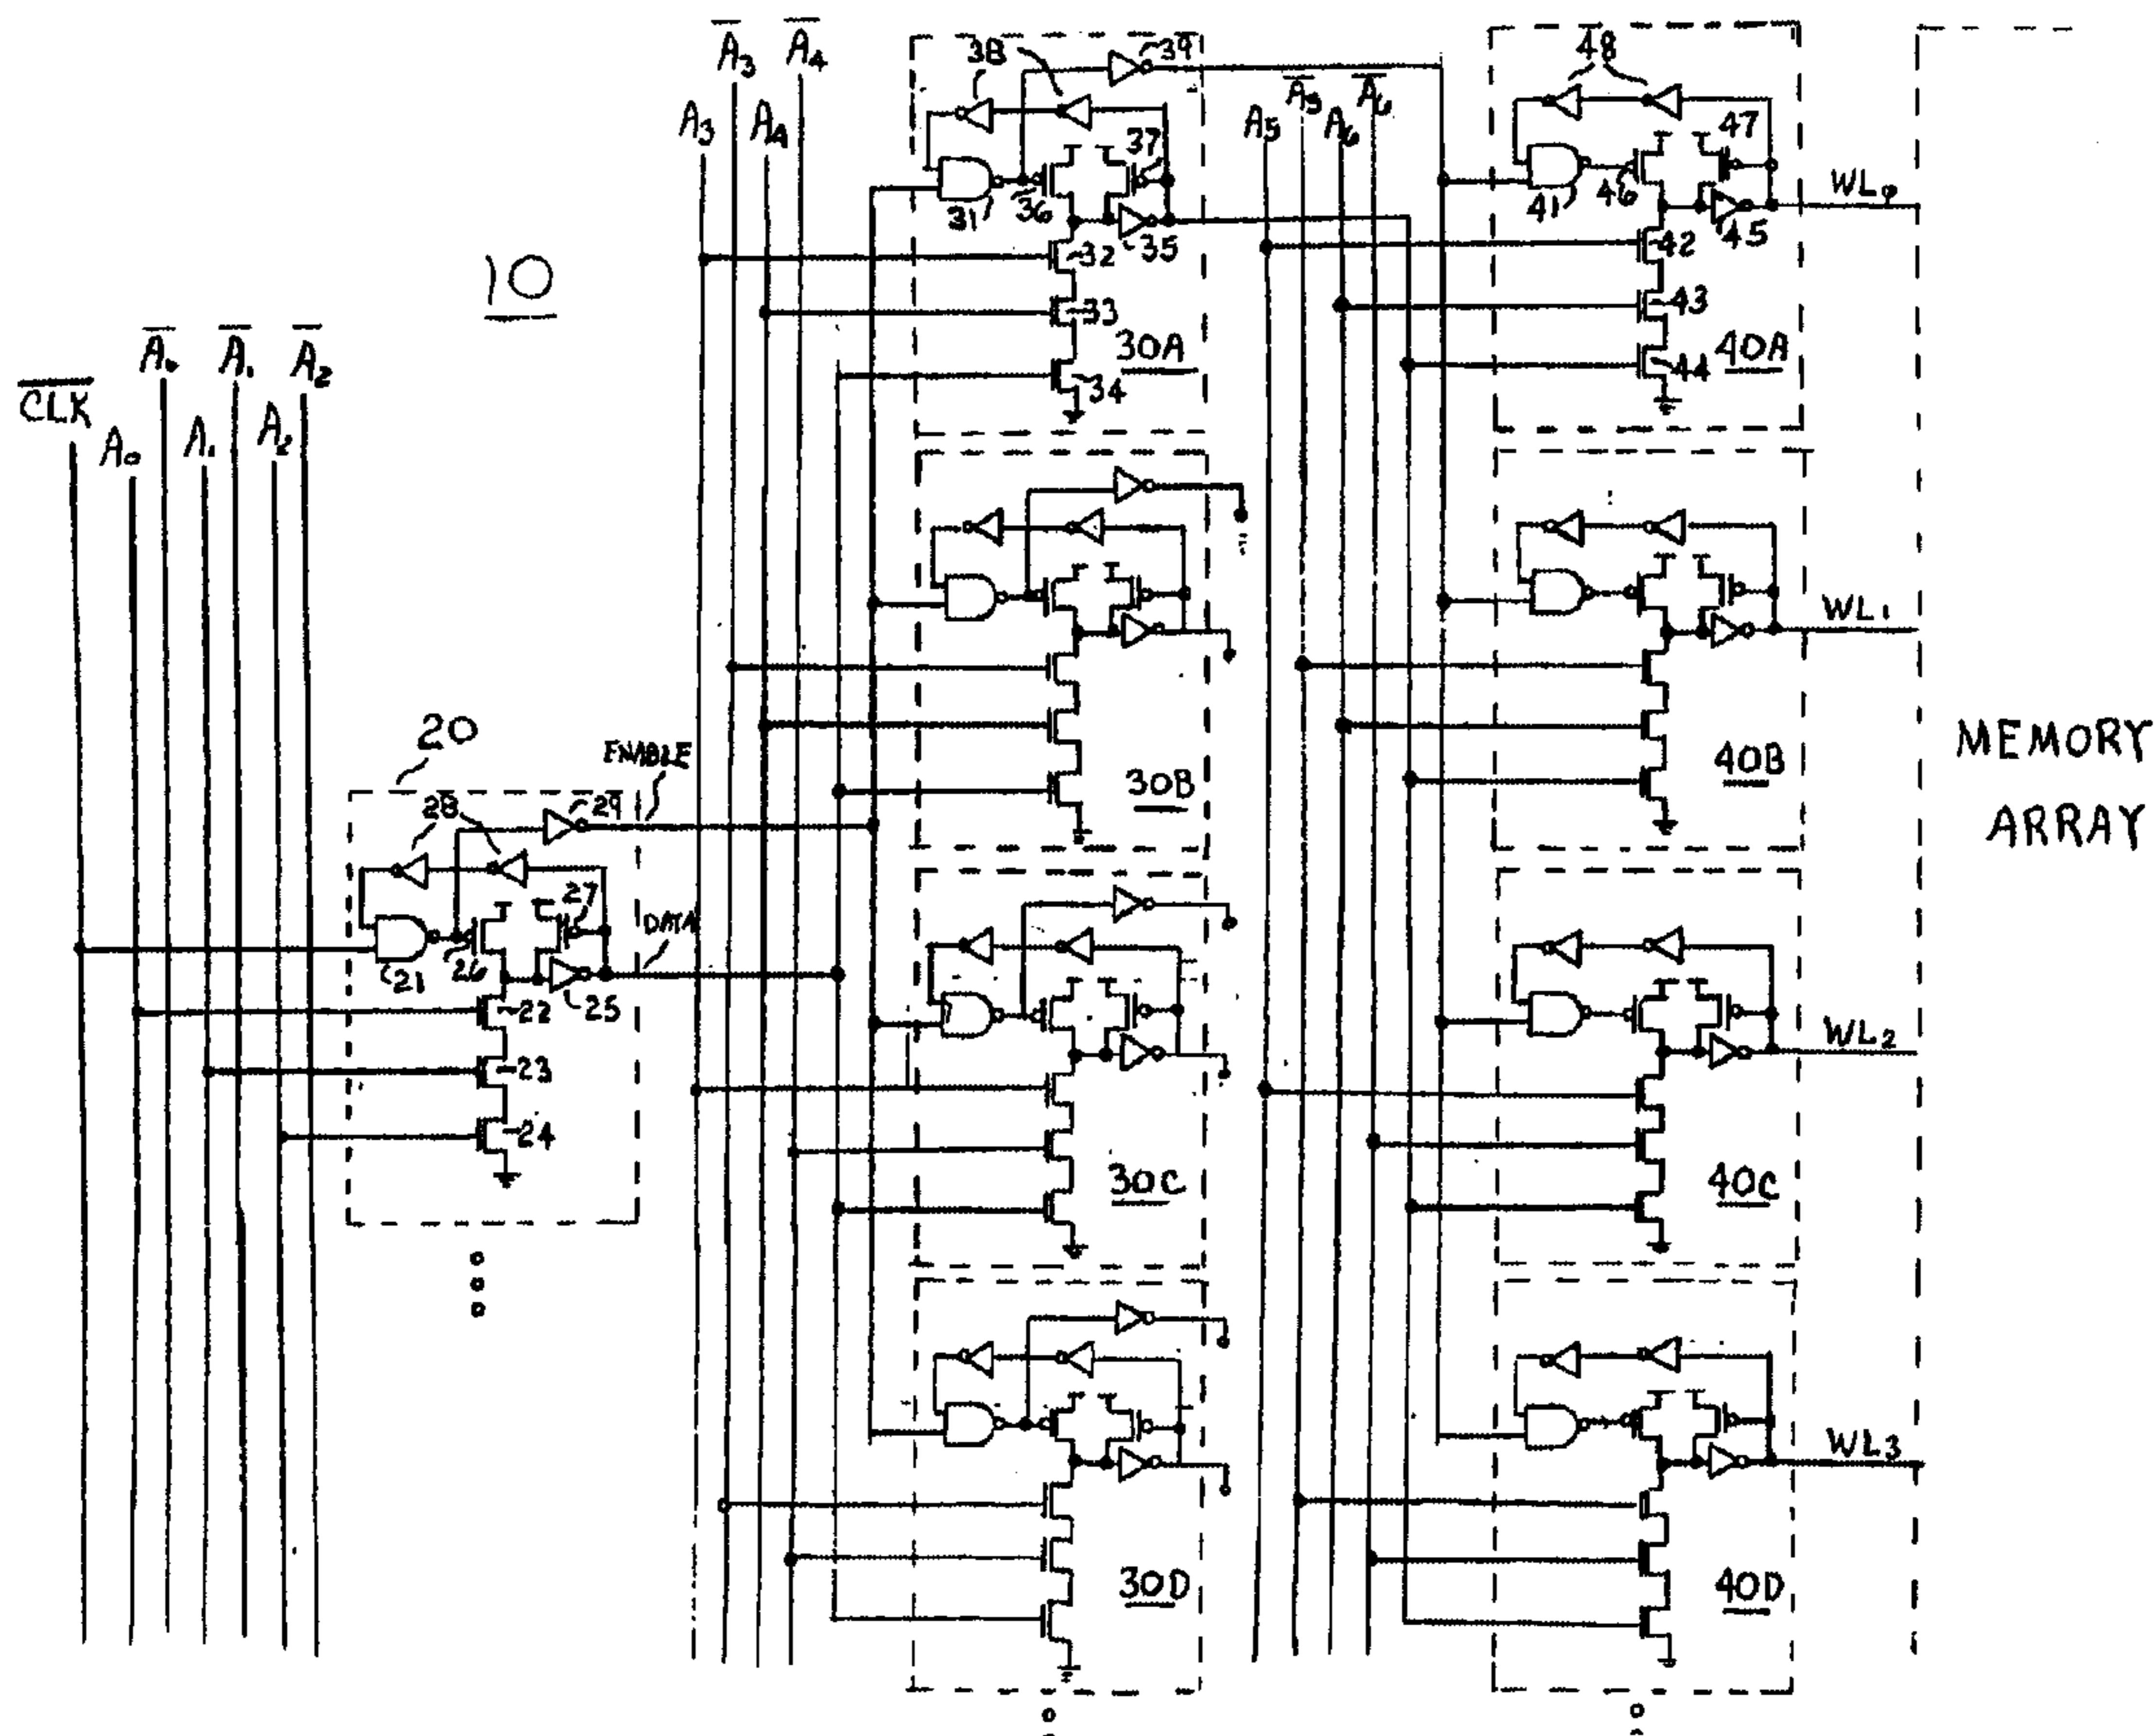 10
CLK
A0
A0
A1
A1
A2
A2
20
28
29
ENABLE
27
DATA
21
26
25
22
23
24
A3
A3
A4
A4
38
39
37
31
36
35
32
33
34
30A
30B
30C
30D
A5
A5
A6
A6
48
47
41
46
45
42
43
44
40A
40B
40C
40D
WL0
WL1
WL2
WL3
MEMORY
ARRAY